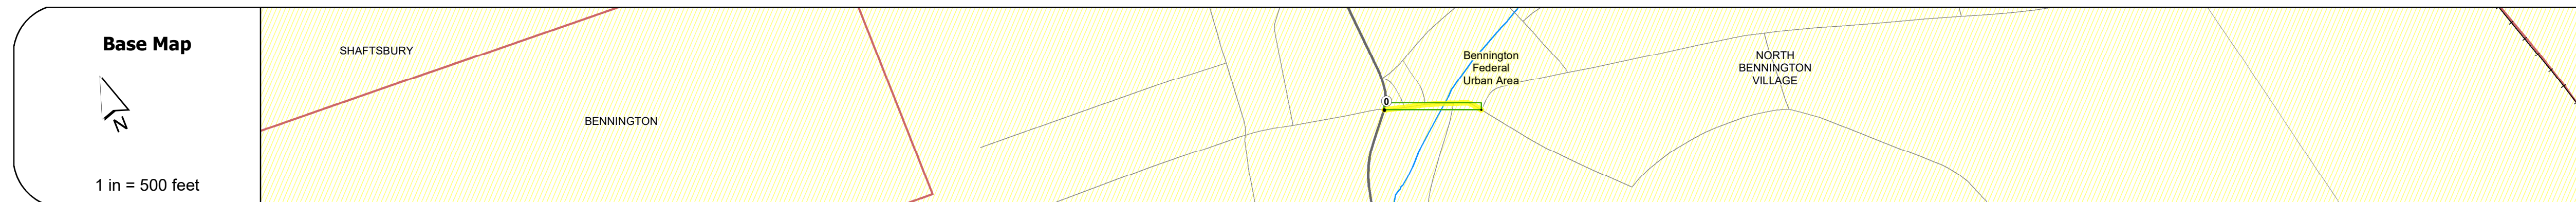 Base Map
N
1 in = 500 feet
SHAFTSBURY
BENNINGTON
0
Bennington
Federal
Urban Area
NORTH
BENNINGTON
VILLAGE